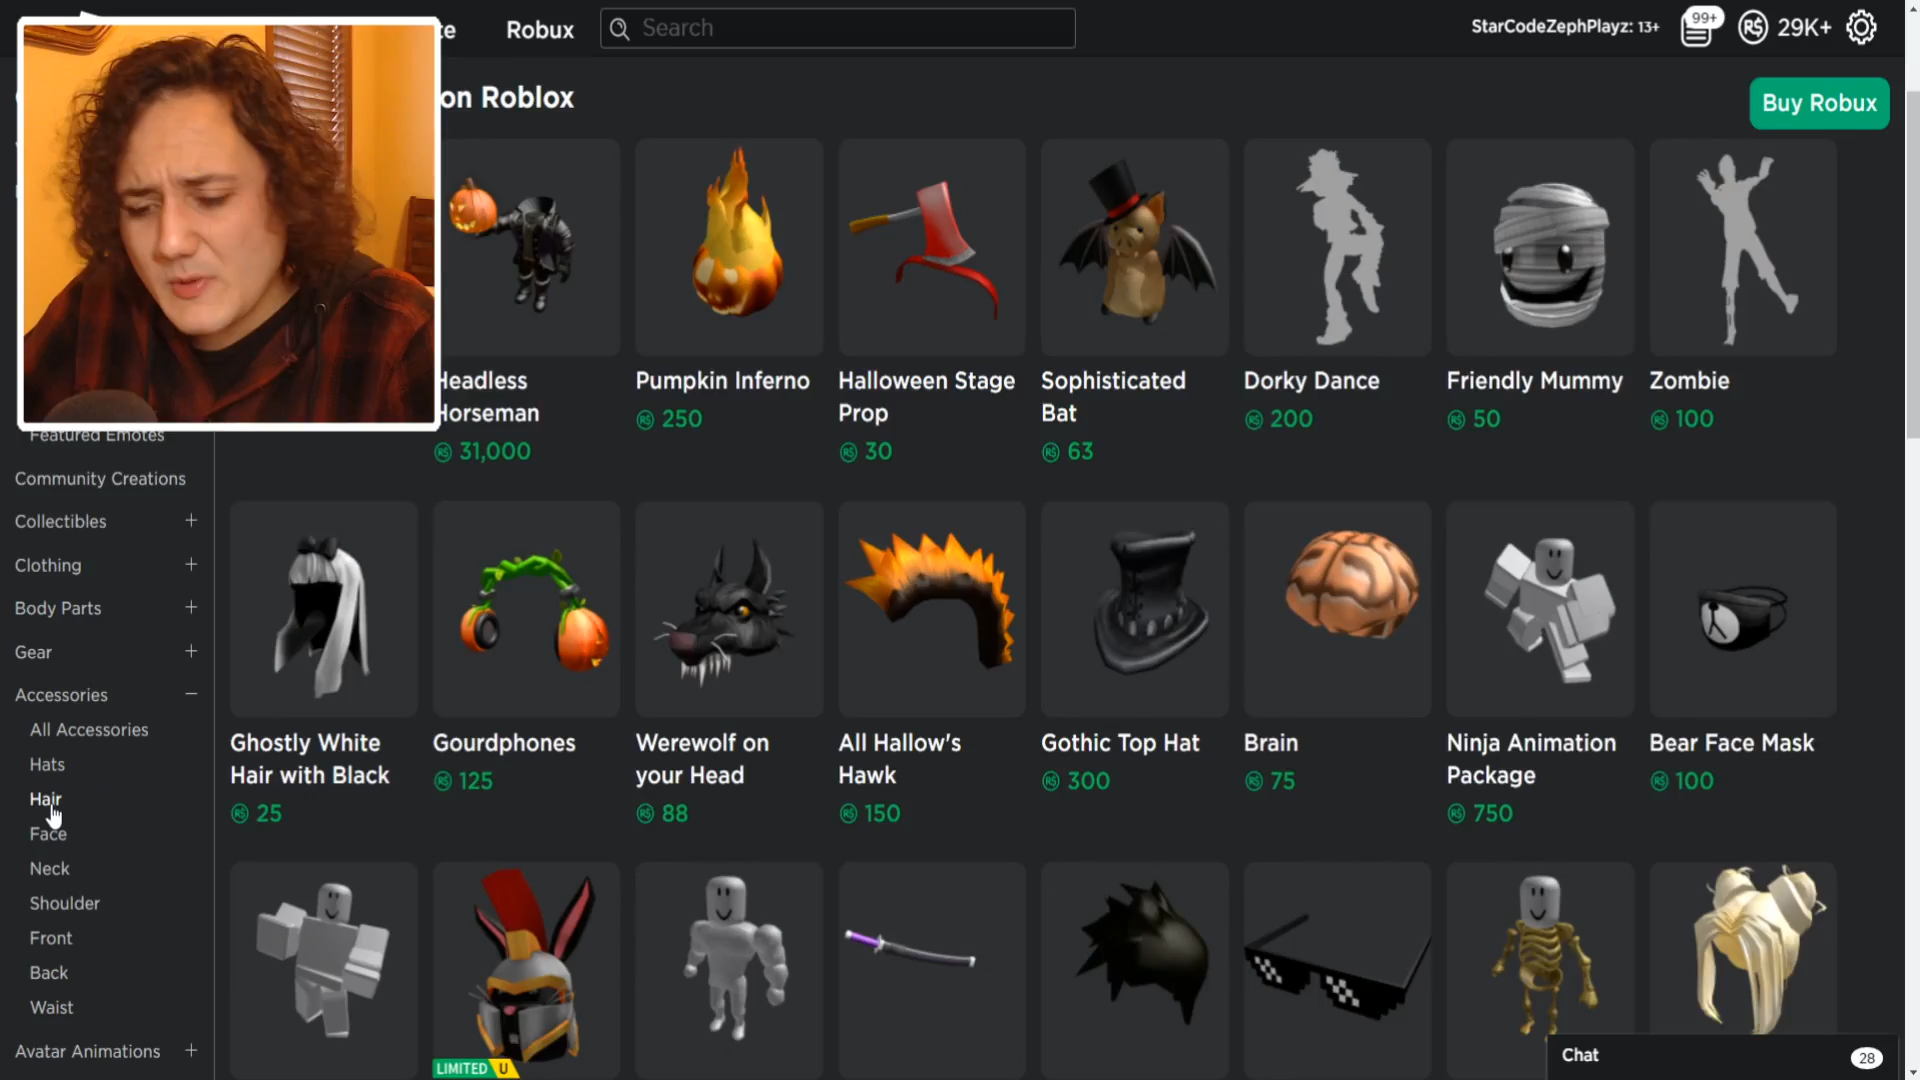 te
Robux
Search
StarCodeZephPlayz: 13+
99+
29K+
on Roblox
Buy Robux
Headless Horseman
31,000
Pumpkin Inferno
250
Halloween Stage Prop
30
Sophisticated Bat
63
Dorky Dance
200
Friendly Mummy
50
Zombie
100
Featured Emotes
Community Creations
Collectibles +
Clothing +
Body Parts +
Gear +
Accessories −
All Accessories
Hats
Hair
Face
Neck
Shoulder
Front
Back
Waist
Avatar Animations +
Ghostly White Hair with Black
25
Gourdphones
125
Werewolf on your Head
88
All Hallow's Hawk
150
Gothic Top Hat
300
Brain
75
Ninja Animation Package
750
Bear Face Mask
100
LIMITED U
Chat
28